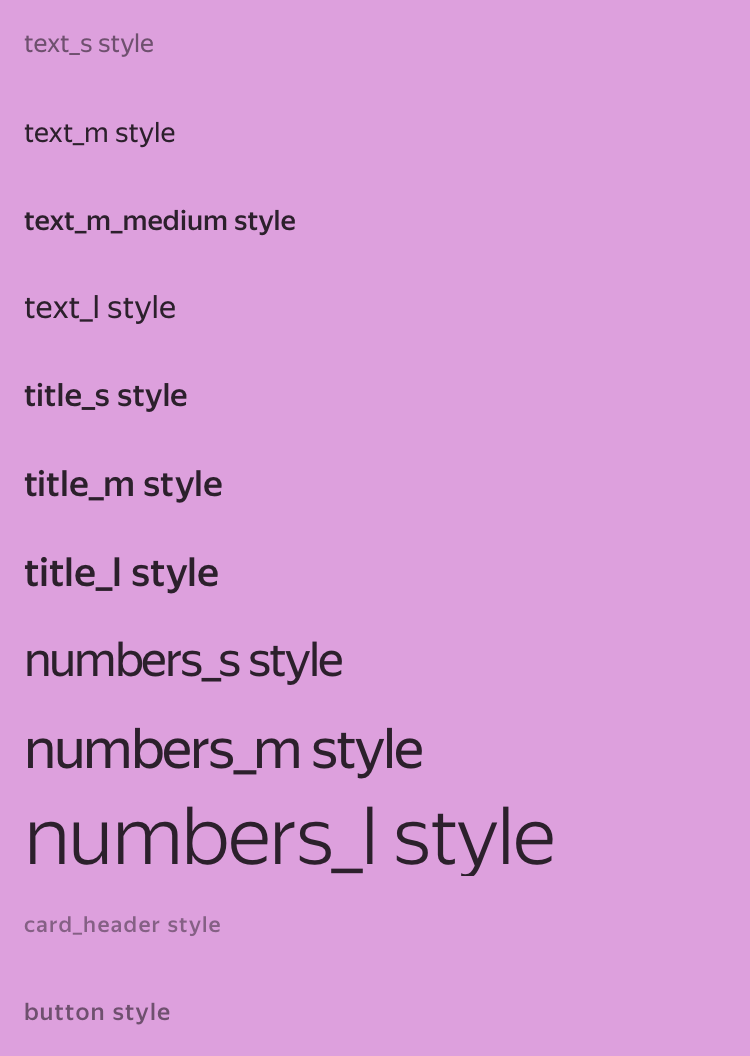 text_s style
text_m style
text_m_medium style
text_l style
title_s style
title_m style
title_l style
numbers_s style
numbers_m style
numbers_l style
card_header style
button style